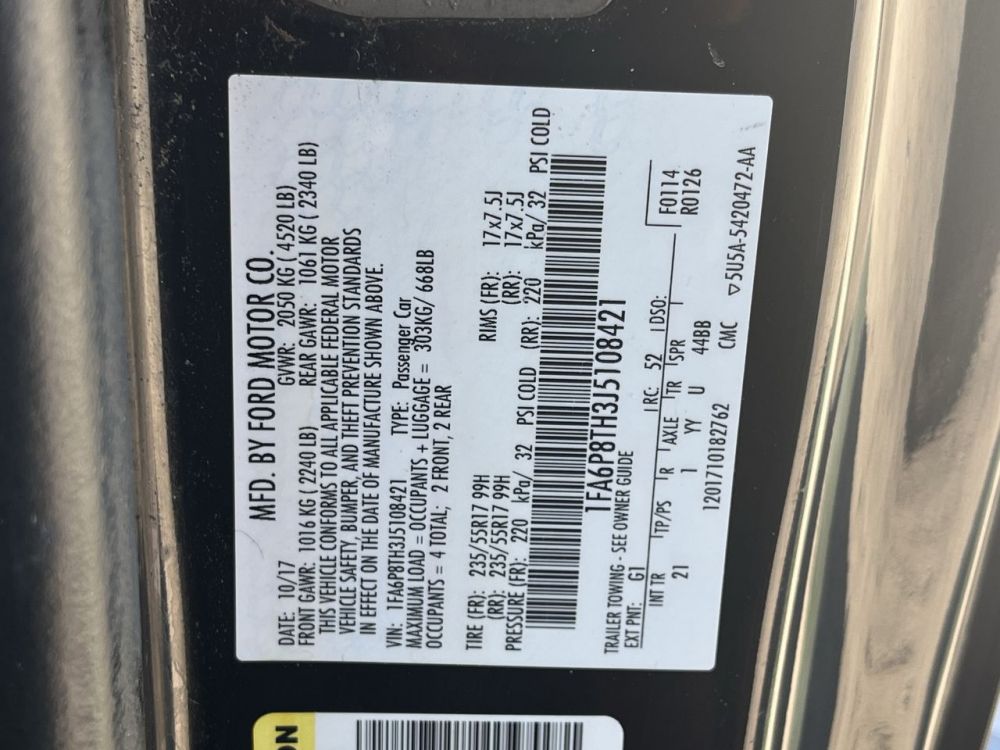 MFD. BY FORD MOTOR CO.
DATE: 10/17 GVWR: 2050 KG ( 4520 LB)
FRONT GAWR: 1016 KG ( 2240 LB) REAR GAWR: 1061 KG ( 2340 LB)
THIS VEHICLE CONFORMS TO ALL APPLICABLE FEDERAL MOTOR
VEHICLE SAFETY, BUMPER, AND THEFT PREVENTION STANDARDS
IN EFFECT ON THE DATE OF MANUFACTURE SHOWN ABOVE.
VIN: 1FA6P8TH3J5108421 TYPE: Passenger Car
MAXIMUM LOAD = OCCUPANTS + LUGGAGE = 303KG/ 668LB
OCCUPANTS = 4 TOTAL; 2 FRONT, 2 REAR
TIRE (FR): 235/55R17 99H RIMS (FR): 17x7.5J
(RR): 235/55R17 99H (RR): 17x7.5J
PRESSURE (FR): 220 kPa/ 32 PSI COLD (RR): 220 kPa/ 32 PSI COLD
1FA6P8TH3J5108421
TRAILER TOWING - SEE OWNER GUIDE F0114
EXT PNT: G1 RC: 52 DSO: R0126
INT TR TP/PS R AXLE TR SPR
21 1 YY U 44BB
1201710182762 CMC 5U5A-5420472-AA
ON